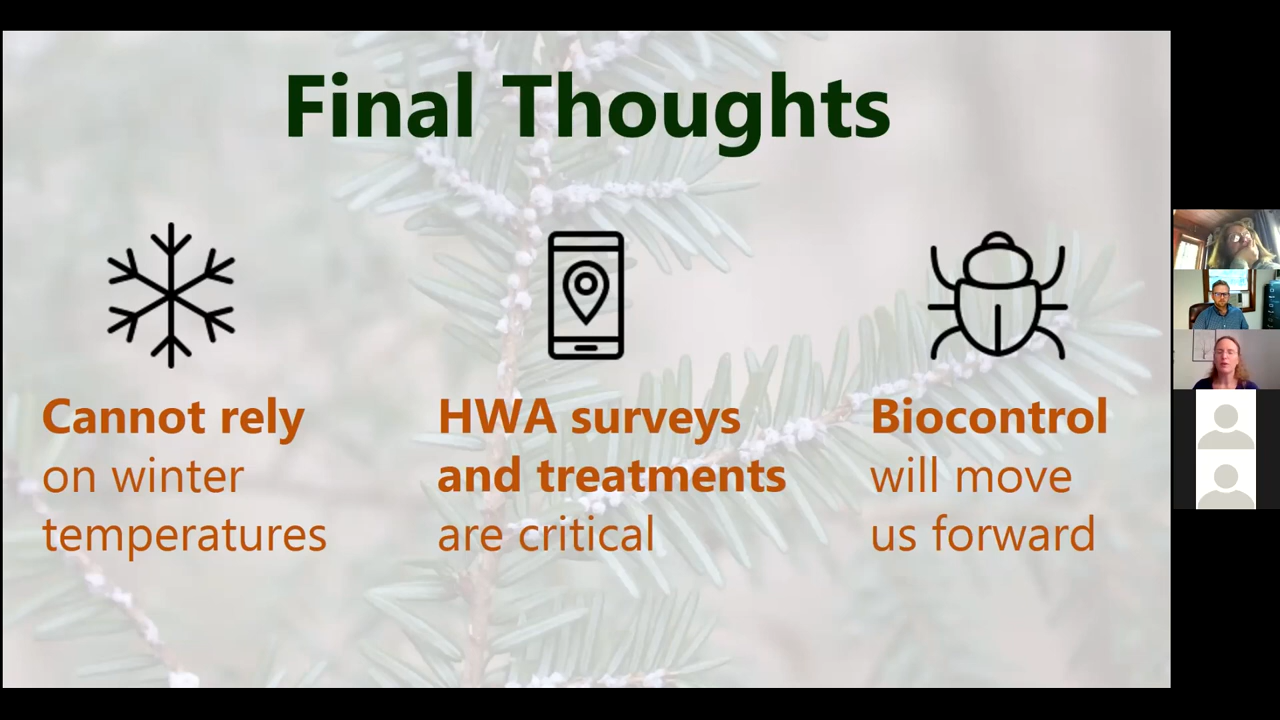 Final Thoughts
Cannot rely
on winter
temperatures
HWA surveys
and treatments
are critical
Biocontrol
will move
us forward